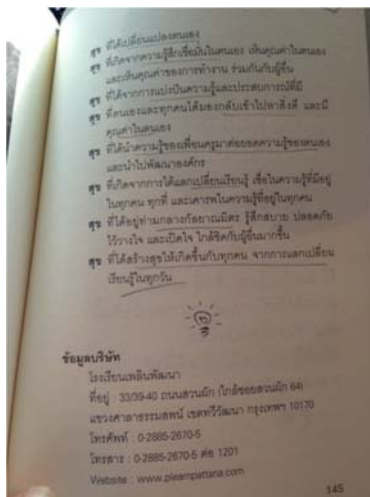 สุข ที่ได้เปลี่ยนแปลงตนเอง
สุข ที่เกิดจากความรู้สึกเชื่อมั่นในตนเอง เห็นคุณค่าในตนเอง
และเห็นคุณค่าของการทำงาน ร่วมกันกับผู้อื่น
สุข ที่ได้จากการแบ่งปันความรู้และประสบการณ์ที่มี
สุข ที่ตนเองและทุกคนได้มองกลับเข้าไปหาสิ่งดี และมี
คุณค่าในตนเอง
สุข ที่ได้นำความรู้ของเพื่อนครูมาต่อยอดความรู้ของตนเอง
และนำไปพัฒนาองค์กร
สุข ที่เกิดจากการได้แลกเปลี่ยนเรียนรู้ เชื่อในความรู้ที่มีอยู่
ในทุกคน ทุกที่ และเคารพในความรู้ที่อยู่ในทุกคน
สุข ที่ได้อยู่ท่ามกลางกัลยาณมิตร รู้สึกสบาย ปลอดภัย
ไว้วางใจ และเปิดใจ ใกล้ชิดกับผู้อื่นมากขึ้น
สุข ที่ได้สร้างสุขให้เกิดขึ้นกับทุกคน จากการแลกเปลี่ยน
เรียนรู้ในทุกวัน
ข้อมูลบริษัท
โรงเรียนเพลินพัฒนา
ที่อยู่ : 33/39-40 ถนนสวนผัก (ใกล้ซอยสวนผัก 64)
แขวงศาลาธรรมสพน์ เขตทวีวัฒนา กรุงเทพฯ 10170
โทรศัพท์ : 0-2885-2670-5
โทรสาร : 0-2885-2670-5 ต่อ 1201
Website : www.plearnpattana.com
145